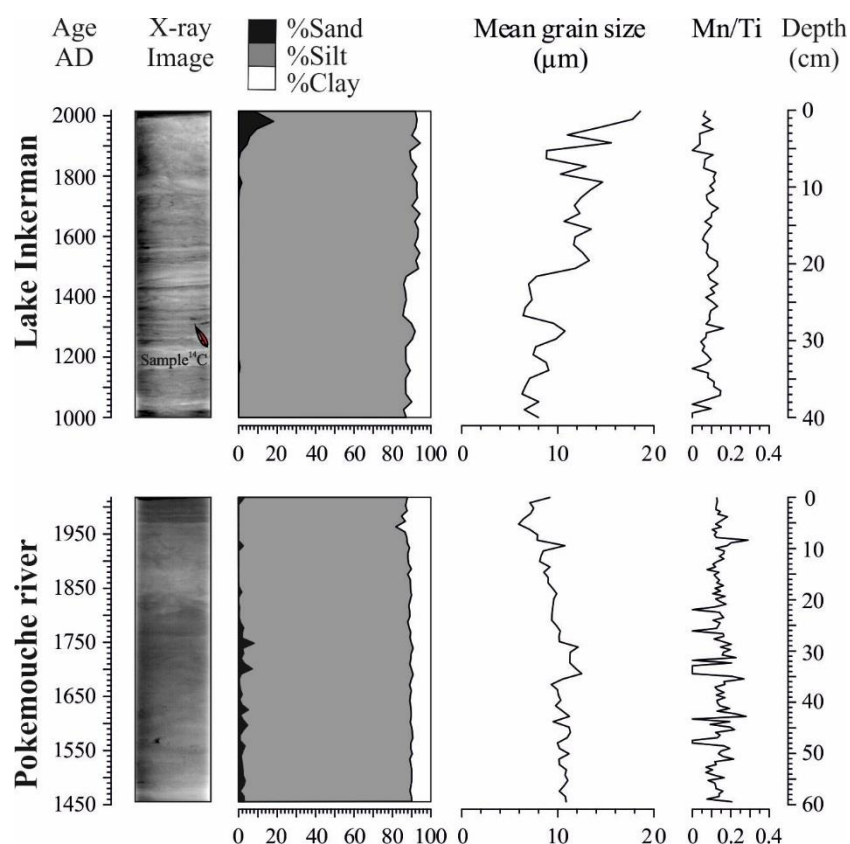 Age
AD
X-ray
Image
%Sand
%Silt
%Clay
Mean grain size
(µm)
Mn/Ti
Depth
(cm)
Lake Inkerman
2000
1800
1600
1400
1200
1000
Sample¹⁴C
0 20 40 60 80 100
0 10 20
0 0.2 0.4
0
10
20
30
40
Pokemouche river
1950
1850
1750
1650
1550
1450
0 20 40 60 80 100
0 10 20
0 0.2 0.4
0
10
20
30
40
50
60